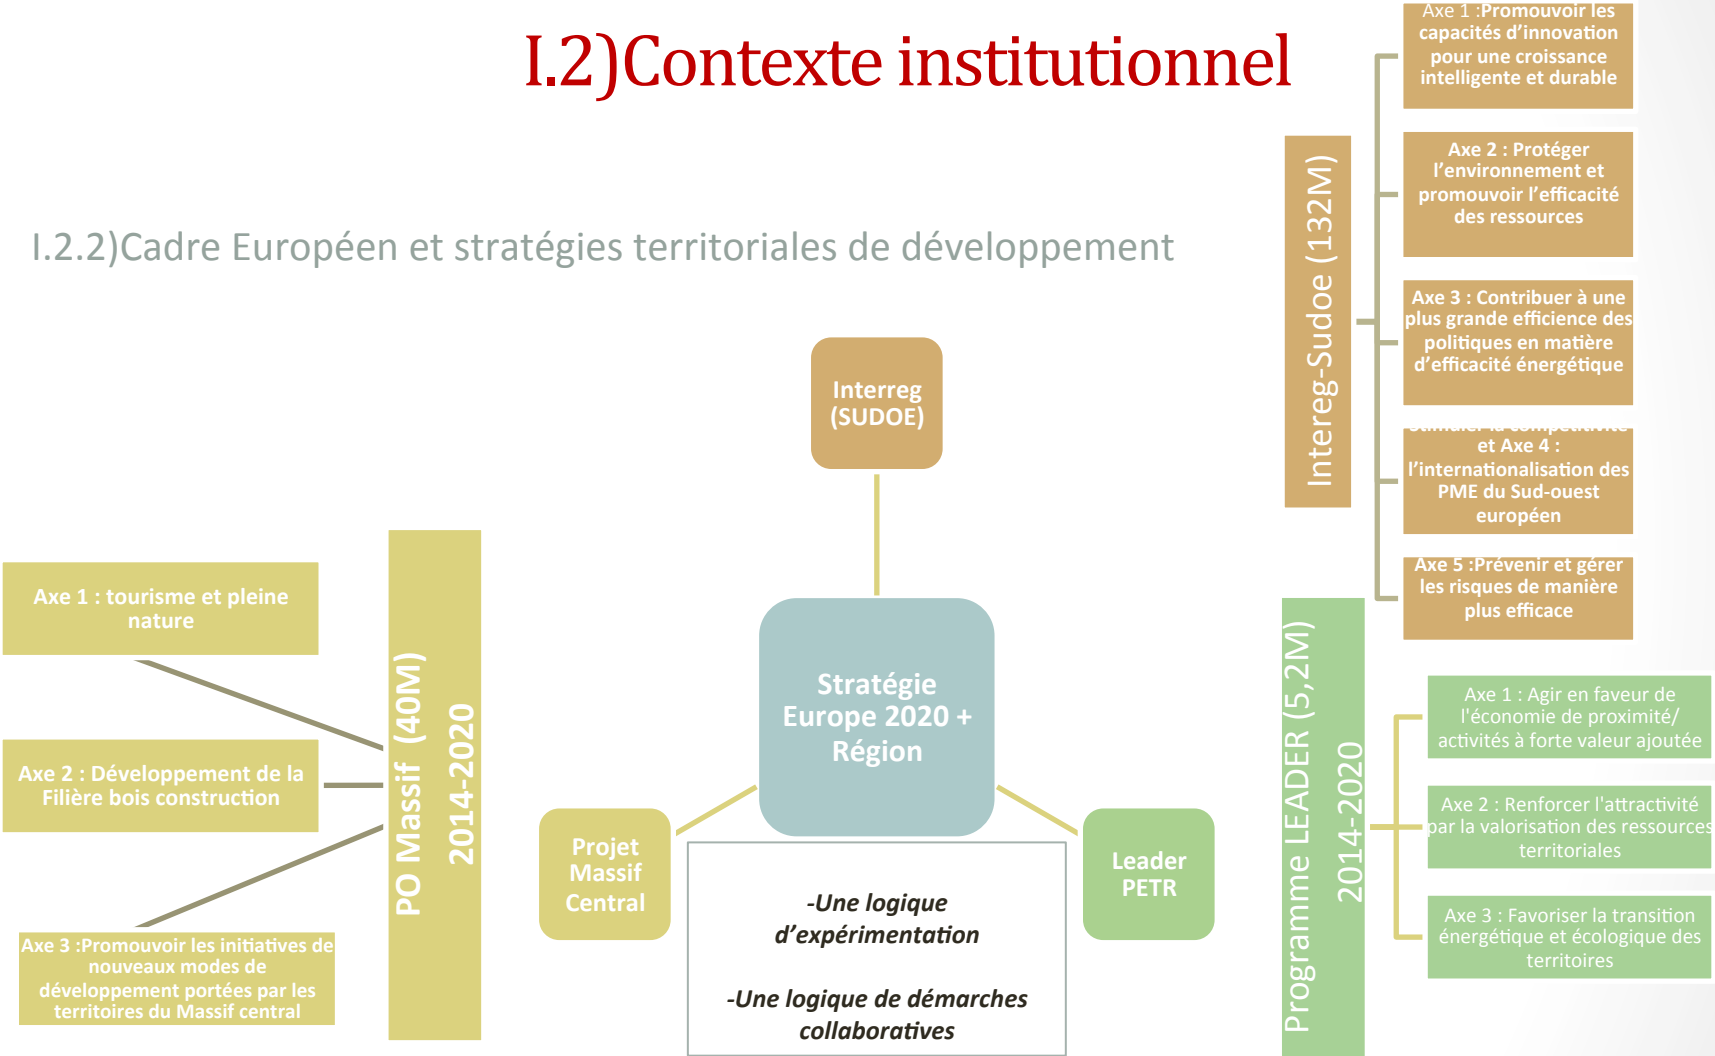 I.2)Contexte institutionnel
I.2.2)Cadre Européen et stratégies territoriales de développement
Interreg
(SUDOE)
Stratégie
Europe 2020 +
Région
Projet
Massif
Central
Leader
PETR
-Une logique
d’expérimentation
-Une logique de démarches
collaboratives
PO Massif (40M)
2014-2020
Axe 1 : tourisme et pleine
nature
Axe 2 : Développement de la
Filière bois construction
Axe 3 :Promouvoir les initiatives de
nouveaux modes de
développement portées par les
territoires du Massif central
Intereg-Sudoe (132M)
Axe 1 :Promouvoir les
capacités d’innovation
pour une croissance
intelligente et durable
Axe 2 : Protéger
l’environnement et
promouvoir l’efficacité
des ressources
Axe 3 : Contribuer à une
plus grande efficience des
politiques en matière
d’efficacité énergétique
Stimuler la compétitivité
et Axe 4 :
l’internationalisation des
PME du Sud-ouest
européen
Axe 5 :Prévenir et gérer
les risques de manière
plus efficace
Programme LEADER (5,2M)
2014-2020
Axe 1 : Agir en faveur de
l'économie de proximité/
activités à forte valeur ajoutée
Axe 2 : Renforcer l'attractivité
par la valorisation des ressources
territoriales
Axe 3 : Favoriser la transition
énergétique et écologique des
territoires